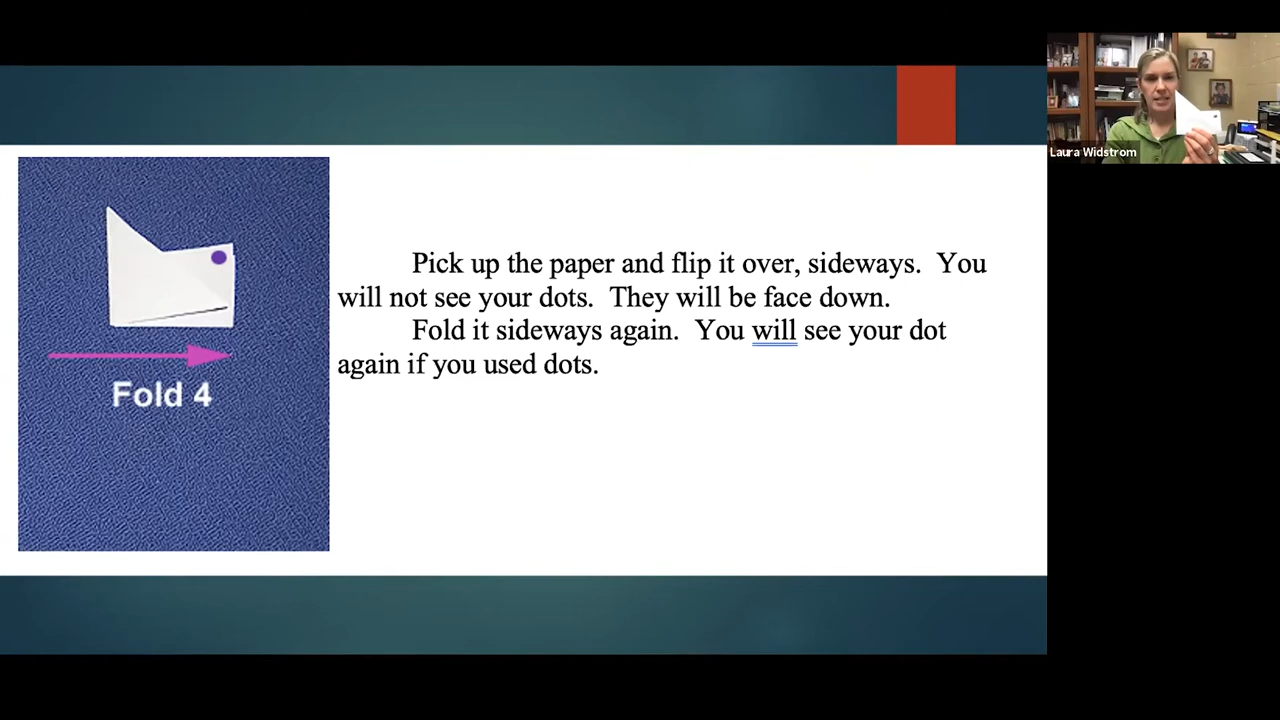 Laura Widstrom
Pick up the paper and flip it over, sideways.  You
will not see your dots.  They will be face down.
Fold it sideways again.  You will see your dot
again if you used dots.
Fold 4